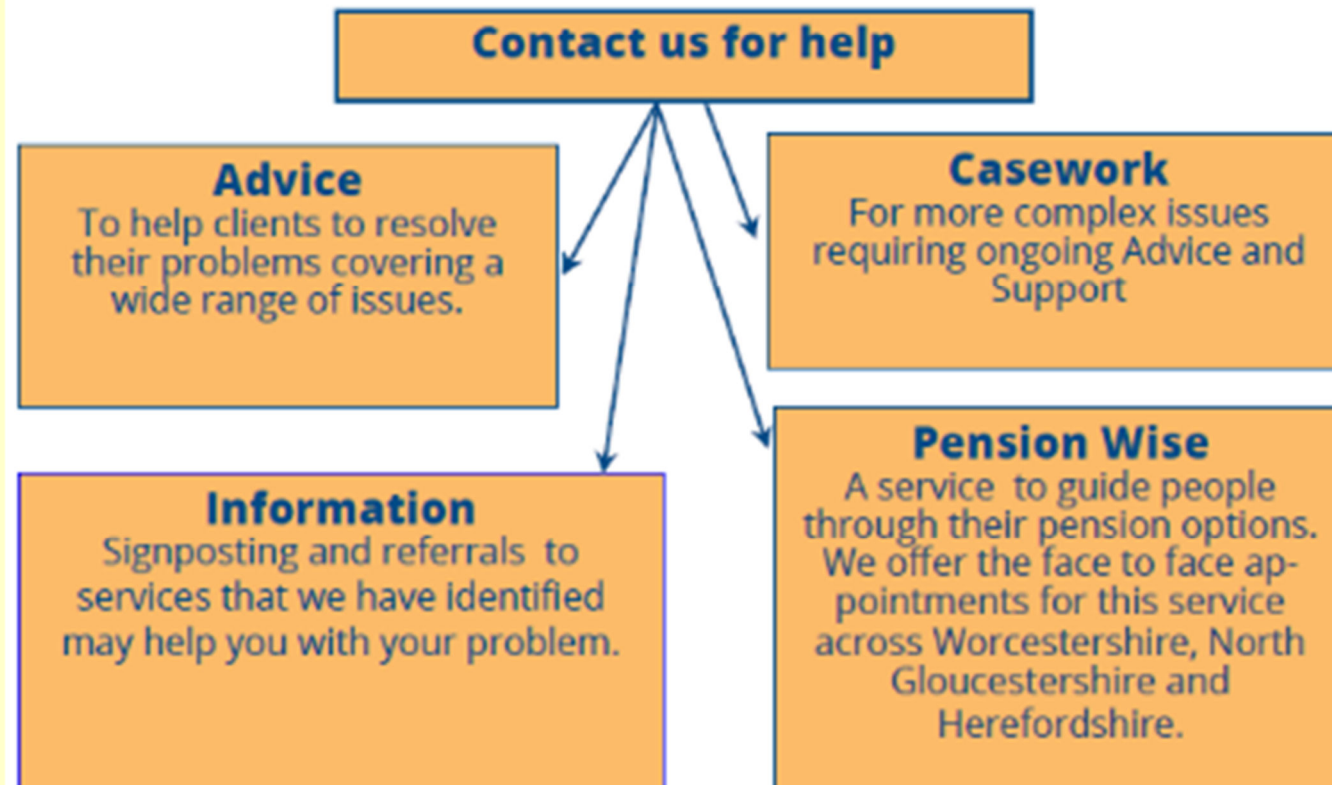 Contact us for help
Advice
To help clients to resolve
their problems covering a
wide range of issues.
Casework
For more complex issues
requiring ongoing Advice and
Support
Information
Signposting and referrals  to
services that we have identified
may help you with your problem.
Pension Wise
A service  to guide people
through their pension options.
We offer the face to face ap-
pointments for this service
across Worcestershire, North
Gloucestershire and
Herefordshire.